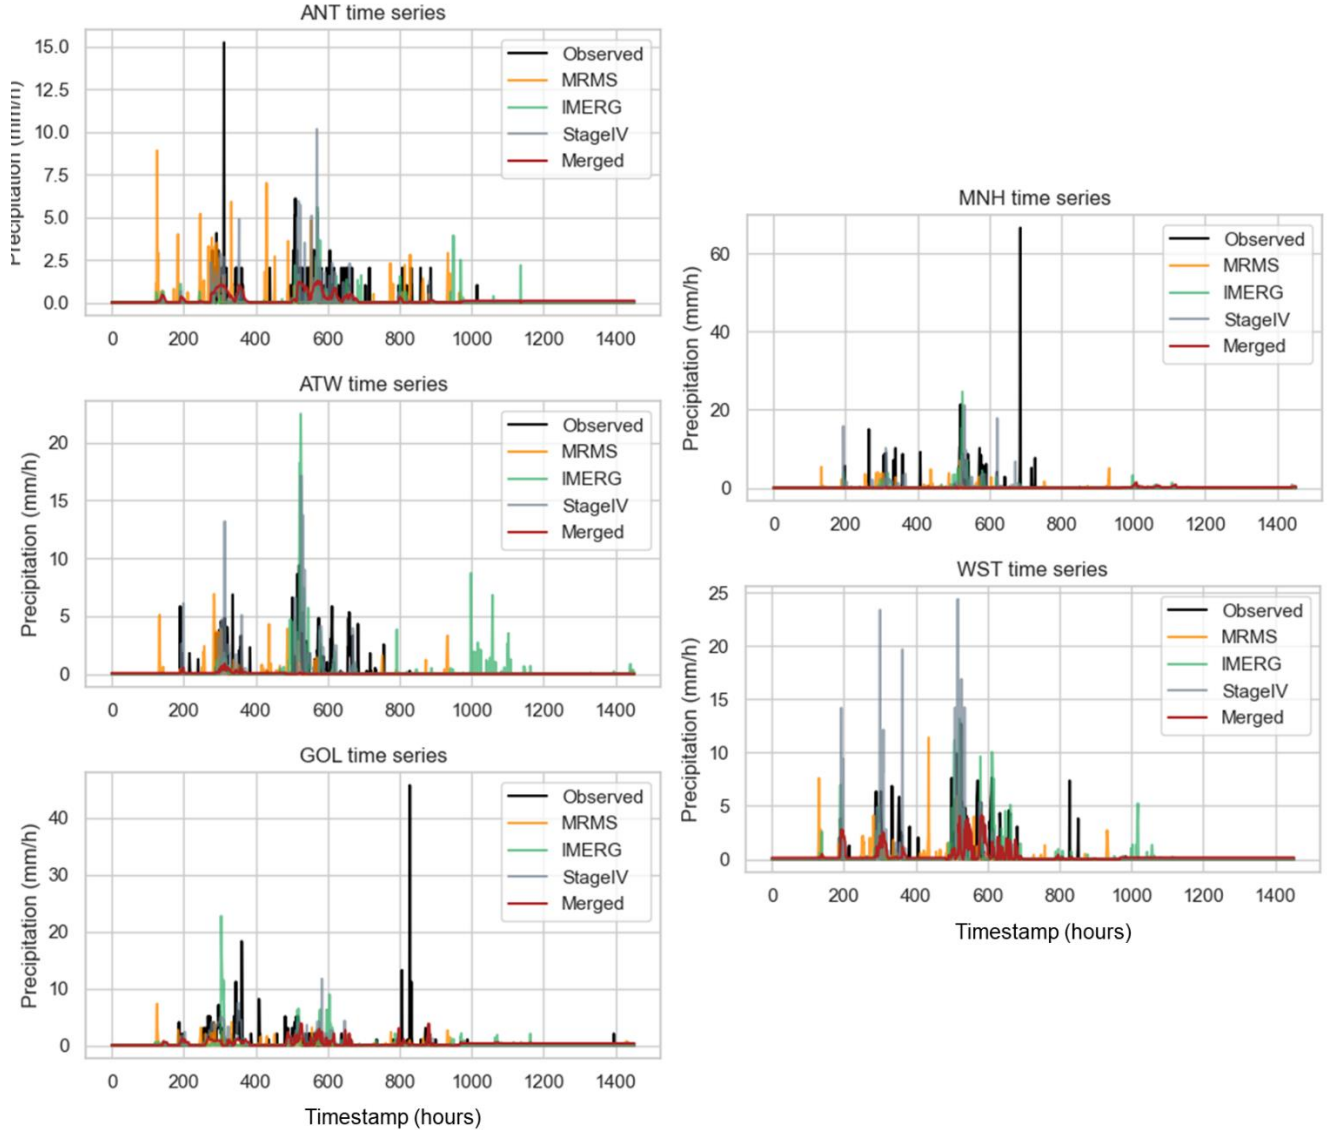 ANT time series
Precipitation (mm/h)
15.0
12.5
10.0
7.5
5.0
2.5
0.0
Observed
MRMS
IMERG
StageIV
Merged
0 200 400 600 800 1000 1200 1400
ATW time series
Precipitation (mm/h)
20
15
10
5
0
Observed
MRMS
IMERG
StageIV
Merged
0 200 400 600 800 1000 1200 1400
GOL time series
Precipitation (mm/h)
40
30
20
10
0
Observed
MRMS
IMERG
StageIV
Merged
0 200 400 600 800 1000 1200 1400
Timestamp (hours)
MNH time series
Precipitation (mm/h)
60
40
20
0
Observed
MRMS
IMERG
StageIV
Merged
0 200 400 600 800 1000 1200 1400
WST time series
Precipitation (mm/h)
25
20
15
10
5
0
Observed
MRMS
IMERG
StageIV
Merged
0 200 400 600 800 1000 1200 1400
Timestamp (hours)